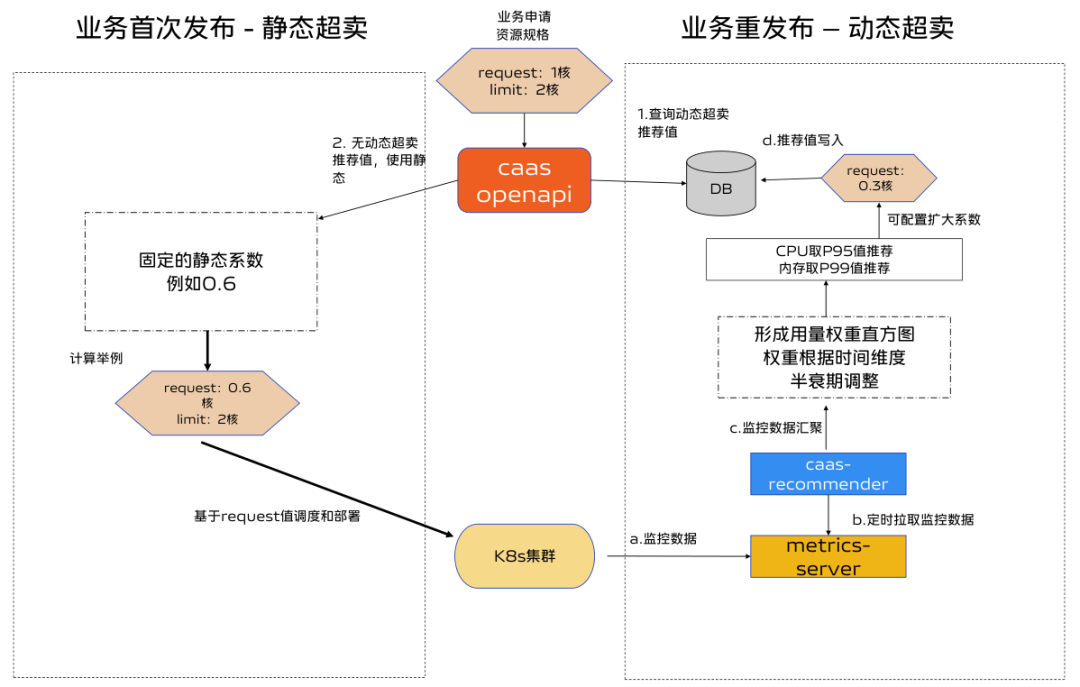 业务首次发布 - 静态超卖
业务申请
资源规格
业务重发布 – 动态超卖
request：1核
limit：2核
1.查询动态超卖
推荐值
2. 无动态超卖
推荐值，使用静
态
caas
openapi
d.推荐值写入
DB
request:
0.3核
可配置扩大系数
固定的静态系数
例如0.6
CPU取P95值推荐
内存取P99值推荐
形成用量权重直方图
权重根据时间维度
半衰期调整
计算举例
request：0.6
核
limit：2核
c.监控数据汇聚
caas-
recommender
基于request值调度和部署
b.定时拉取监控数据
K8s集群
a.监控数据
metrics-
server